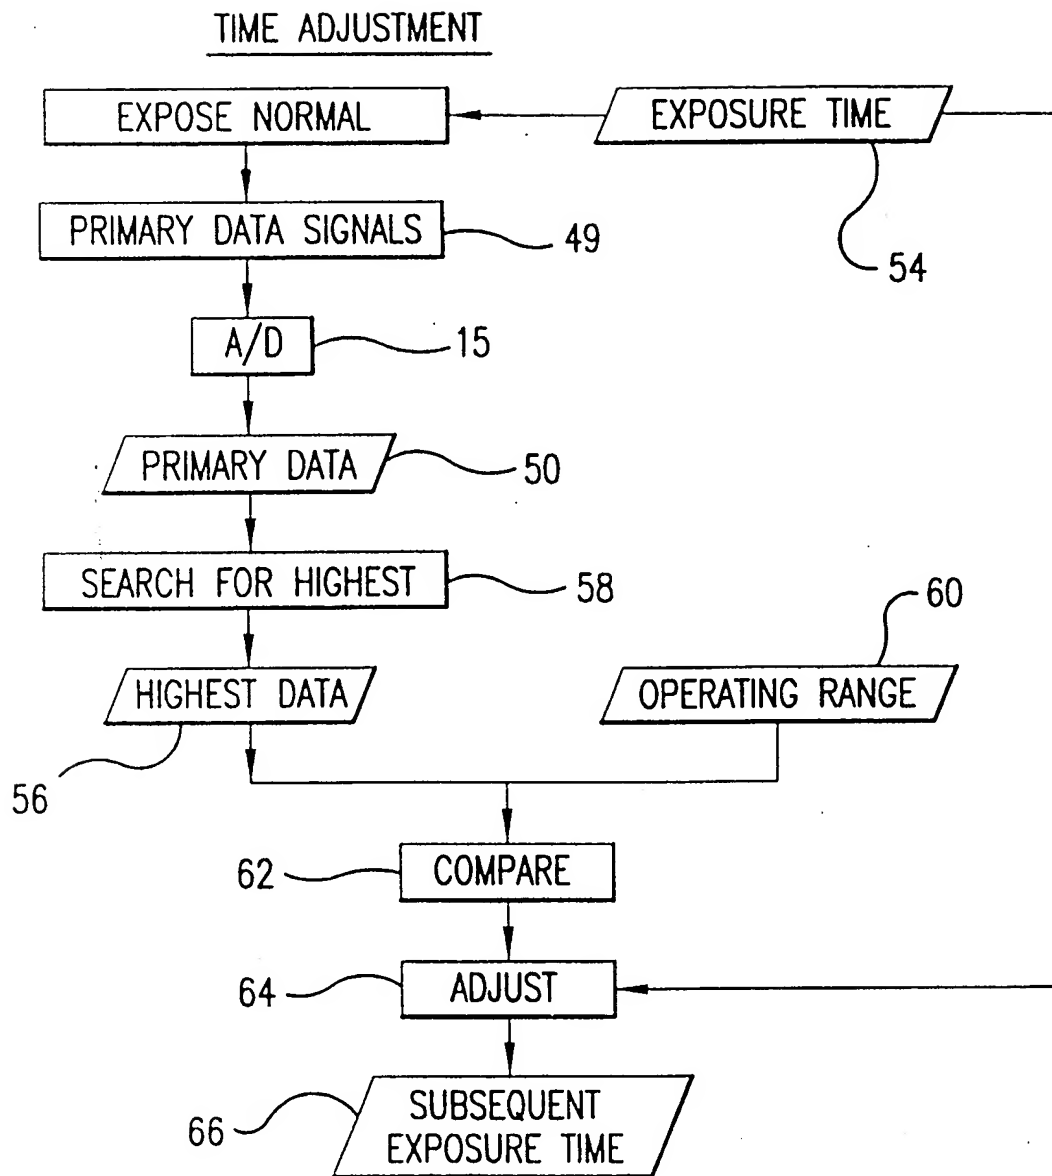 TIME ADJUSTMENT
EXPOSE NORMAL
EXPOSURE TIME
54
PRIMARY DATA SIGNALS
49
A/D
15
PRIMARY DATA
50
SEARCH FOR HIGHEST
58
HIGHEST DATA
56
OPERATING RANGE
60
COMPARE
62
ADJUST
64
SUBSEQUENT
EXPOSURE TIME
66